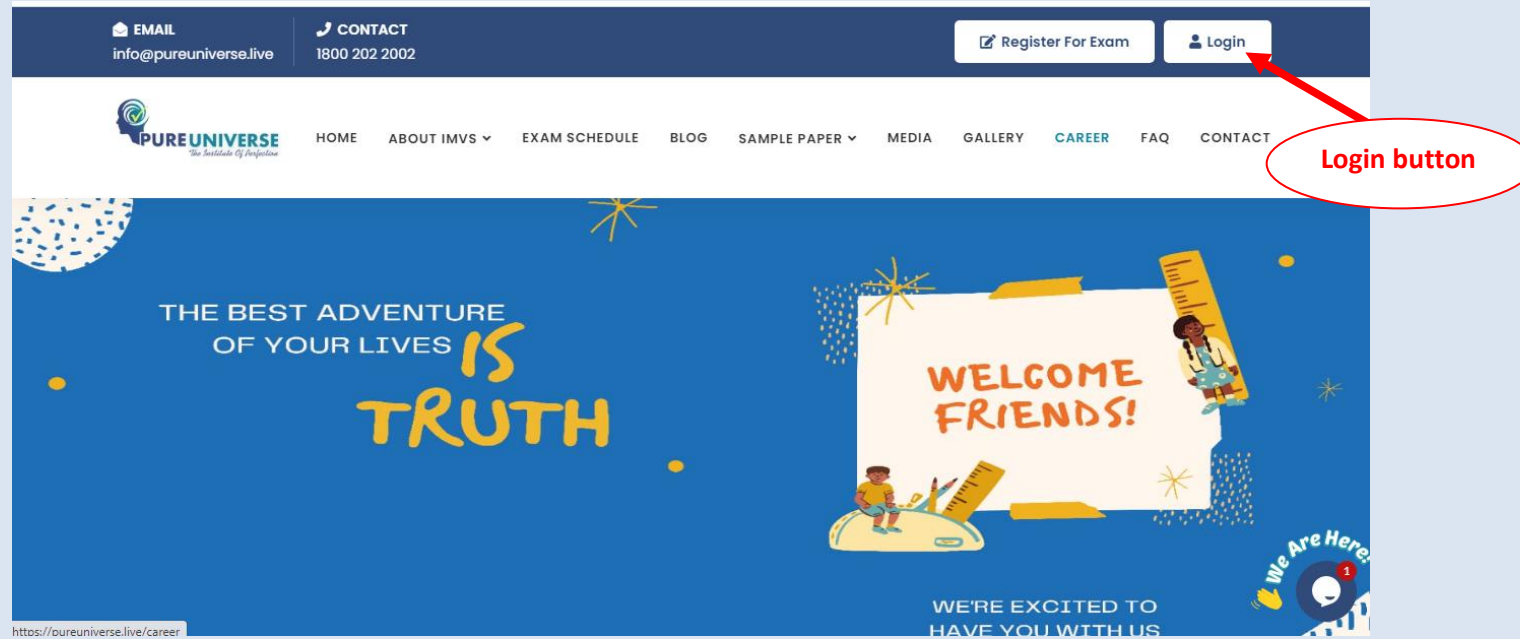 EMAIL
info@pureuniverse.live
CONTACT
1800 202 2002
Register For Exam
Login
PURE UNIVERSE
The Institute Of Perfection
HOME ABOUT IMVS EXAM SCHEDULE BLOG SAMPLE PAPER MEDIA GALLERY CAREER FAQ CONTACT
Login button
THE BEST ADVENTURE
OF YOUR LIVES IS
TRUTH
WELCOME
FRIENDS!
We Are Here!
1
WE'RE EXCITED TO
HAVE YOU WITH US
https://pureuniverse.live/career